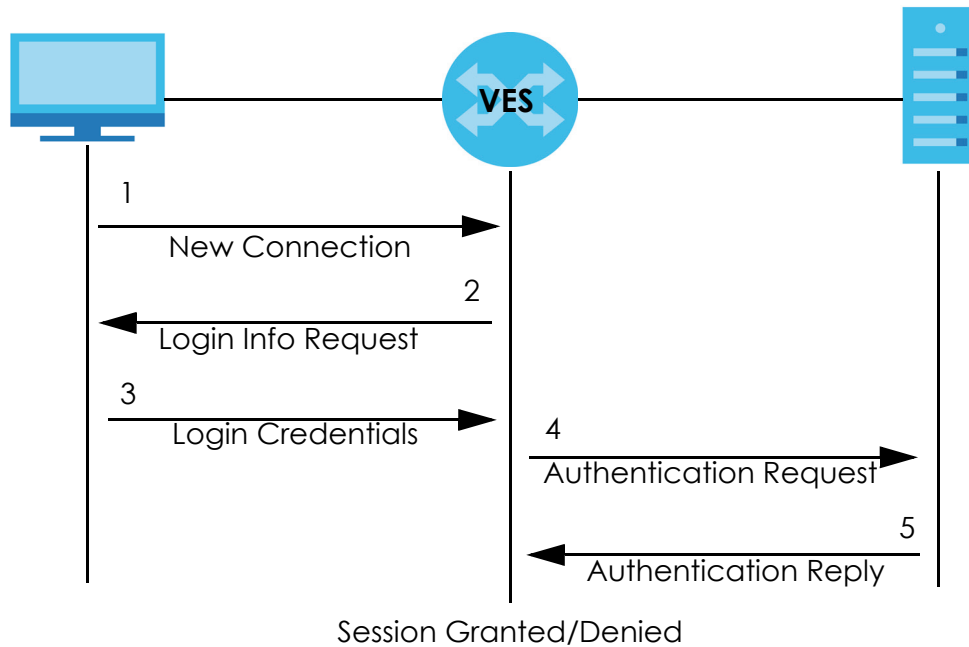 VES
1
New Connection
2
Login Info Request
3
Login Credentials
4
Authentication Request
5
Authentication Reply
Session Granted/Denied